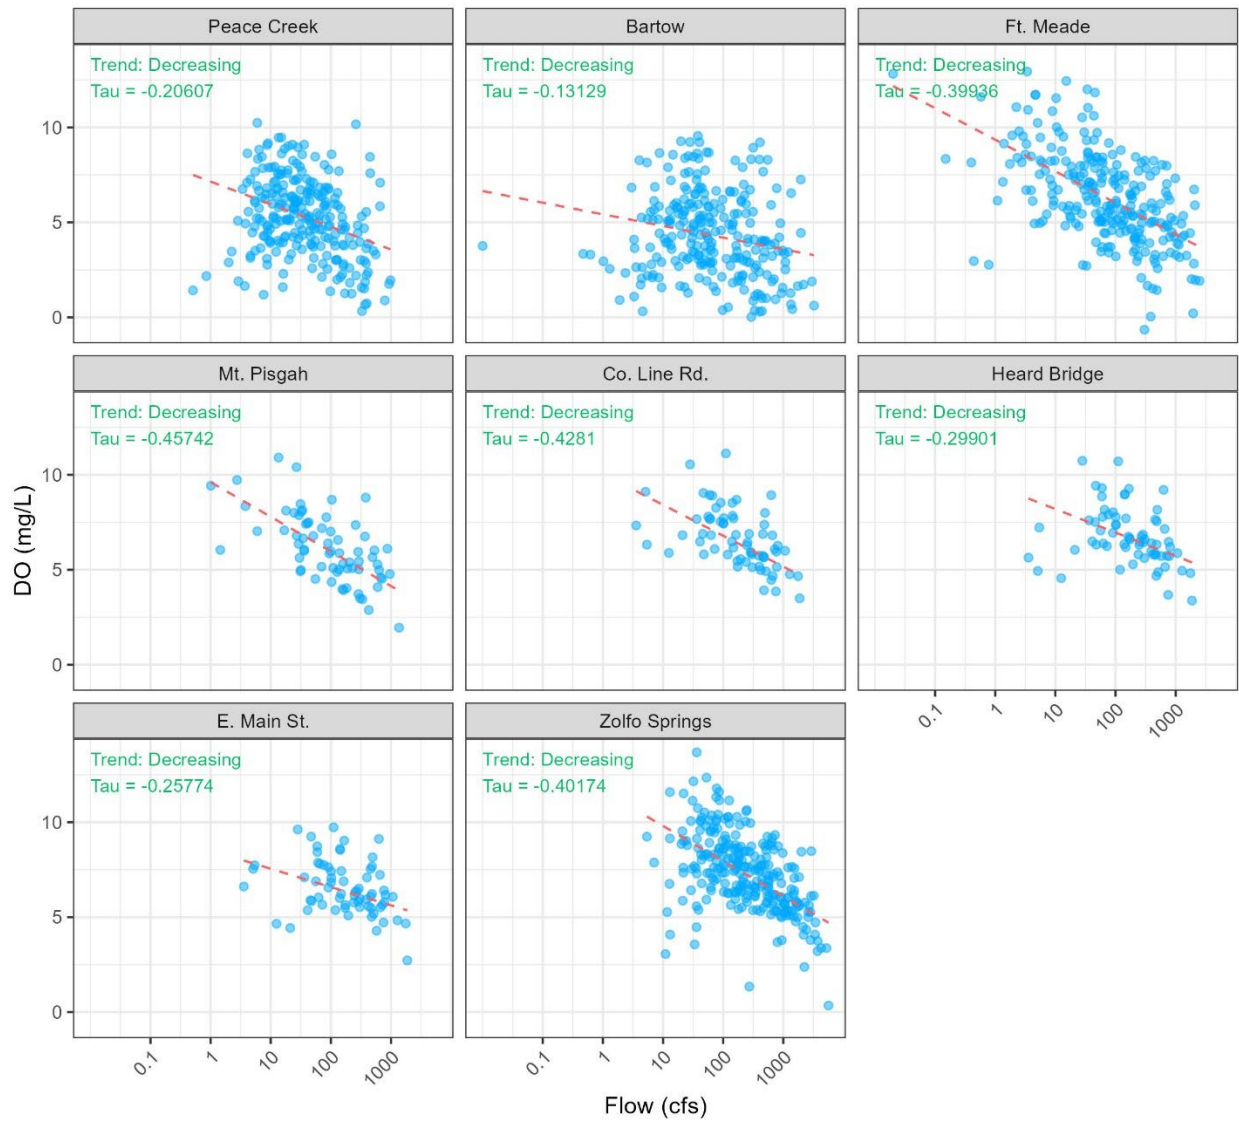 Peace Creek
Bartow
Ft. Meade
Trend: Decreasing
Tau = -0.20607
Trend: Decreasing
Tau = -0.13129
Trend: Decreasing
Tau = -0.39936
10
5
0
Mt. Pisgah
Co. Line Rd.
Heard Bridge
Trend: Decreasing
Tau = -0.45742
Trend: Decreasing
Tau = -0.4281
Trend: Decreasing
Tau = -0.29901
DO (mg/L)
10
5
0
0.1
1
10
100
1000
E. Main St.
Zolfo Springs
Trend: Decreasing
Tau = -0.25774
Trend: Decreasing
Tau = -0.40174
10
5
0
0.1
1
10
100
1000
0.1
1
10
100
1000
Flow (cfs)